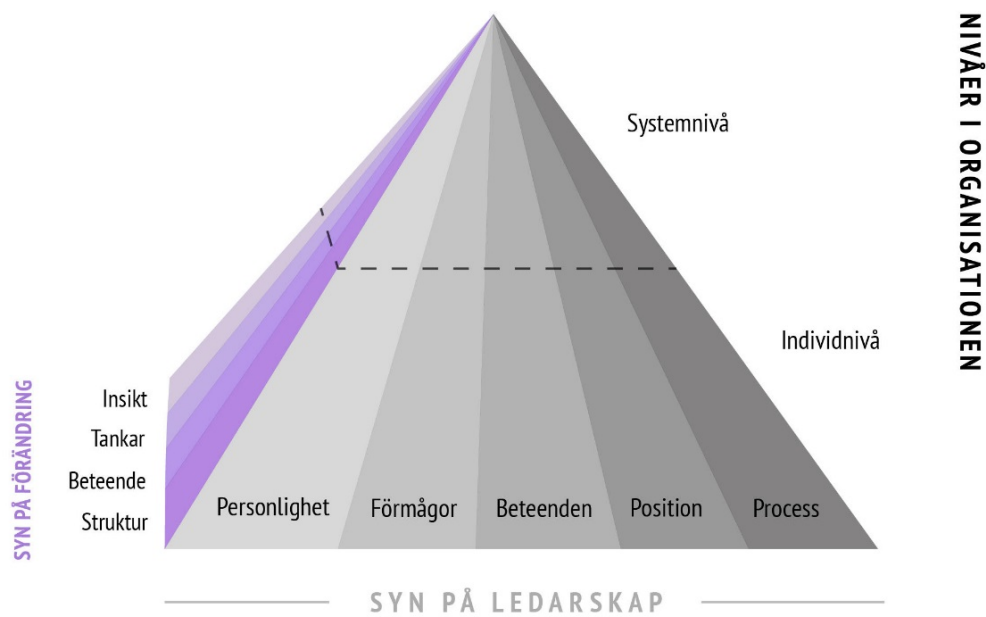 NIVÅER I ORGANISATIONEN
Systemnivå
Individnivå
SYN PÅ FÖRÄNDRING
Insikt
Tankar
Beteende
Struktur
Personlighet
Förmågor
Beteenden
Position
Process
SYN PÅ LEDARSKAP